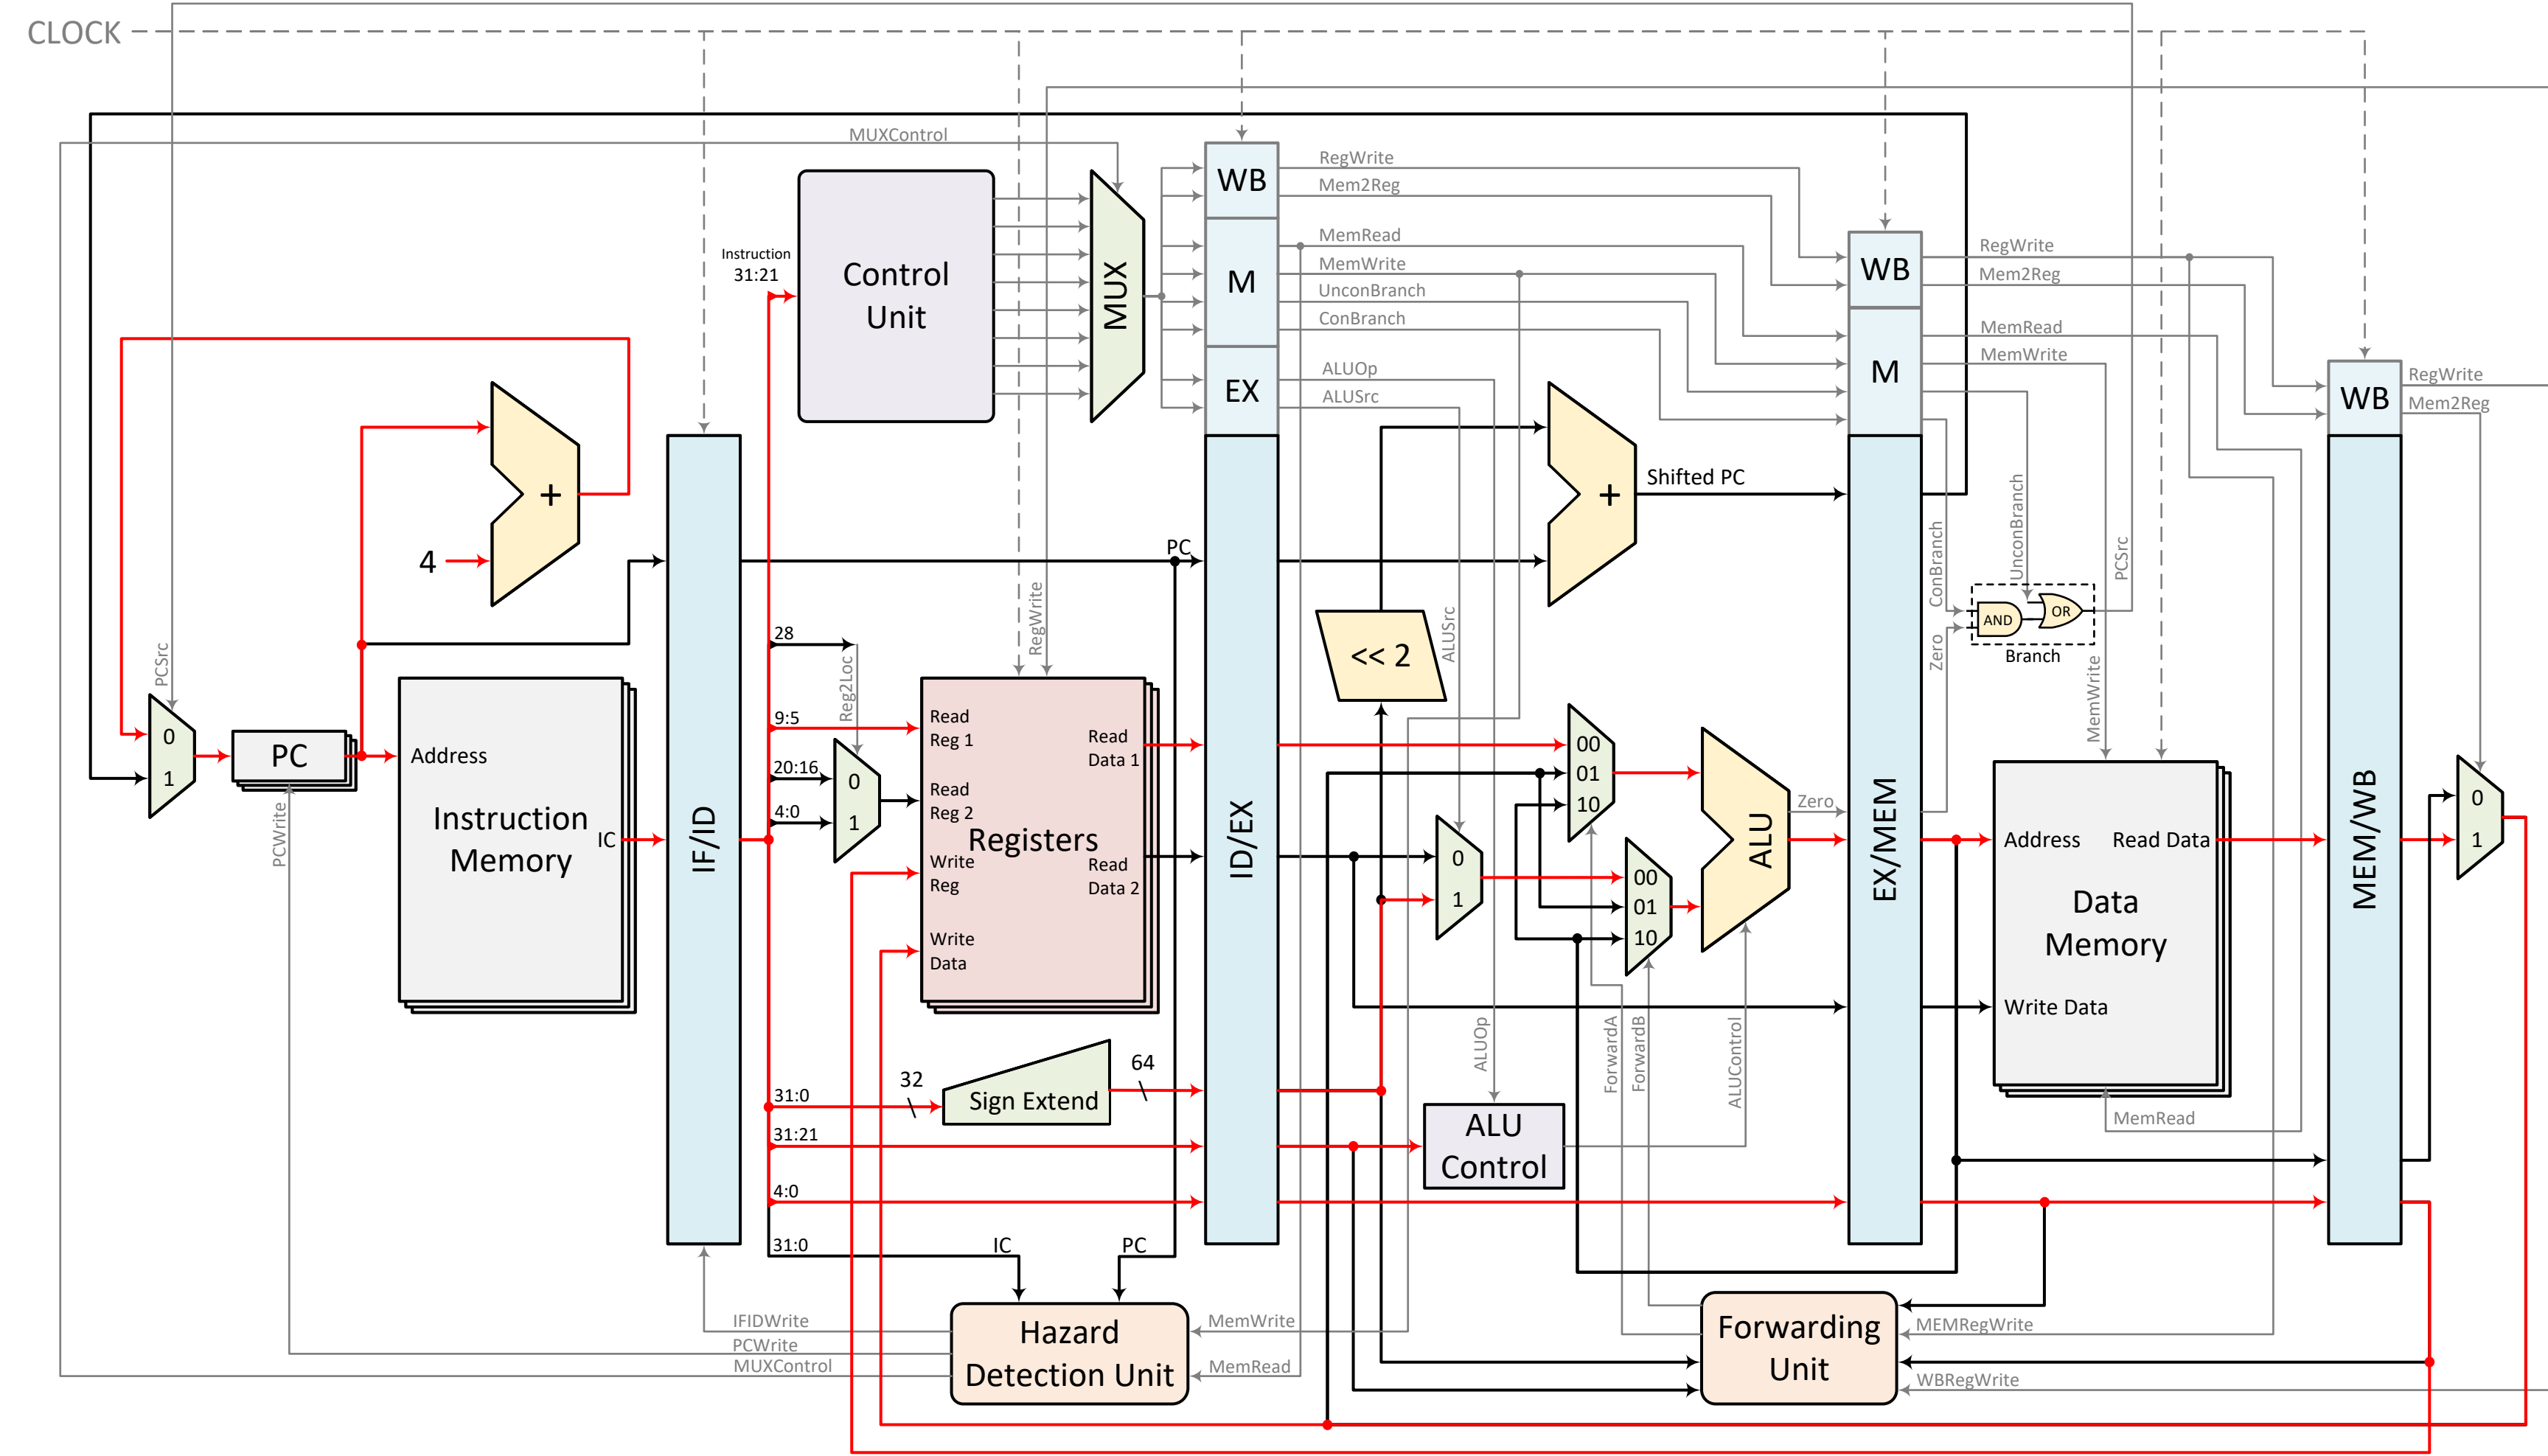 CLOCK
MUXControl
RegWrite
Mem2Reg
MemRead
MemWrite
UnconBranch
ConBranch
ALUOp
ALUSrc
WB
M
EX
Instruction
31:21
Control
Unit
MUX
WB
M
RegWrite
Mem2Reg
MemRead
MemWrite
WB
RegWrite
Mem2Reg
+
4
+
Shifted PC
PC
PCSrc
28
Reg2Loc
RegWrite
<< 2
ALUSrc
ConBranch
Zero
UnconBranch
AND
OR
Branch
PCSrc
MemWrite
0
1
PC
PCWrite
Address
Instruction
Memory
IC
IF/ID
9:5
20:16
4:0
0
1
Read
Reg 1
Read
Reg 2
Registers
Write
Reg
Write
Data
Read
Data 1
Read
Data 2
ID/EX
0
1
00
01
10
00
01
10
ALU
Zero
EX/MEM
Address
Read Data
Data
Memory
Write Data
MEM/WB
0
1
31:0
32
Sign Extend
64
31:21
4:0
31:0
IC
PC
ALUOp
ForwardA
ForwardB
ALUControl
ALU
Control
MemRead
IFIDWrite
PCWrite
MUXControl
Hazard
Detection Unit
MemWrite
MemRead
Forwarding
Unit
MEMRegWrite
WBRegWrite